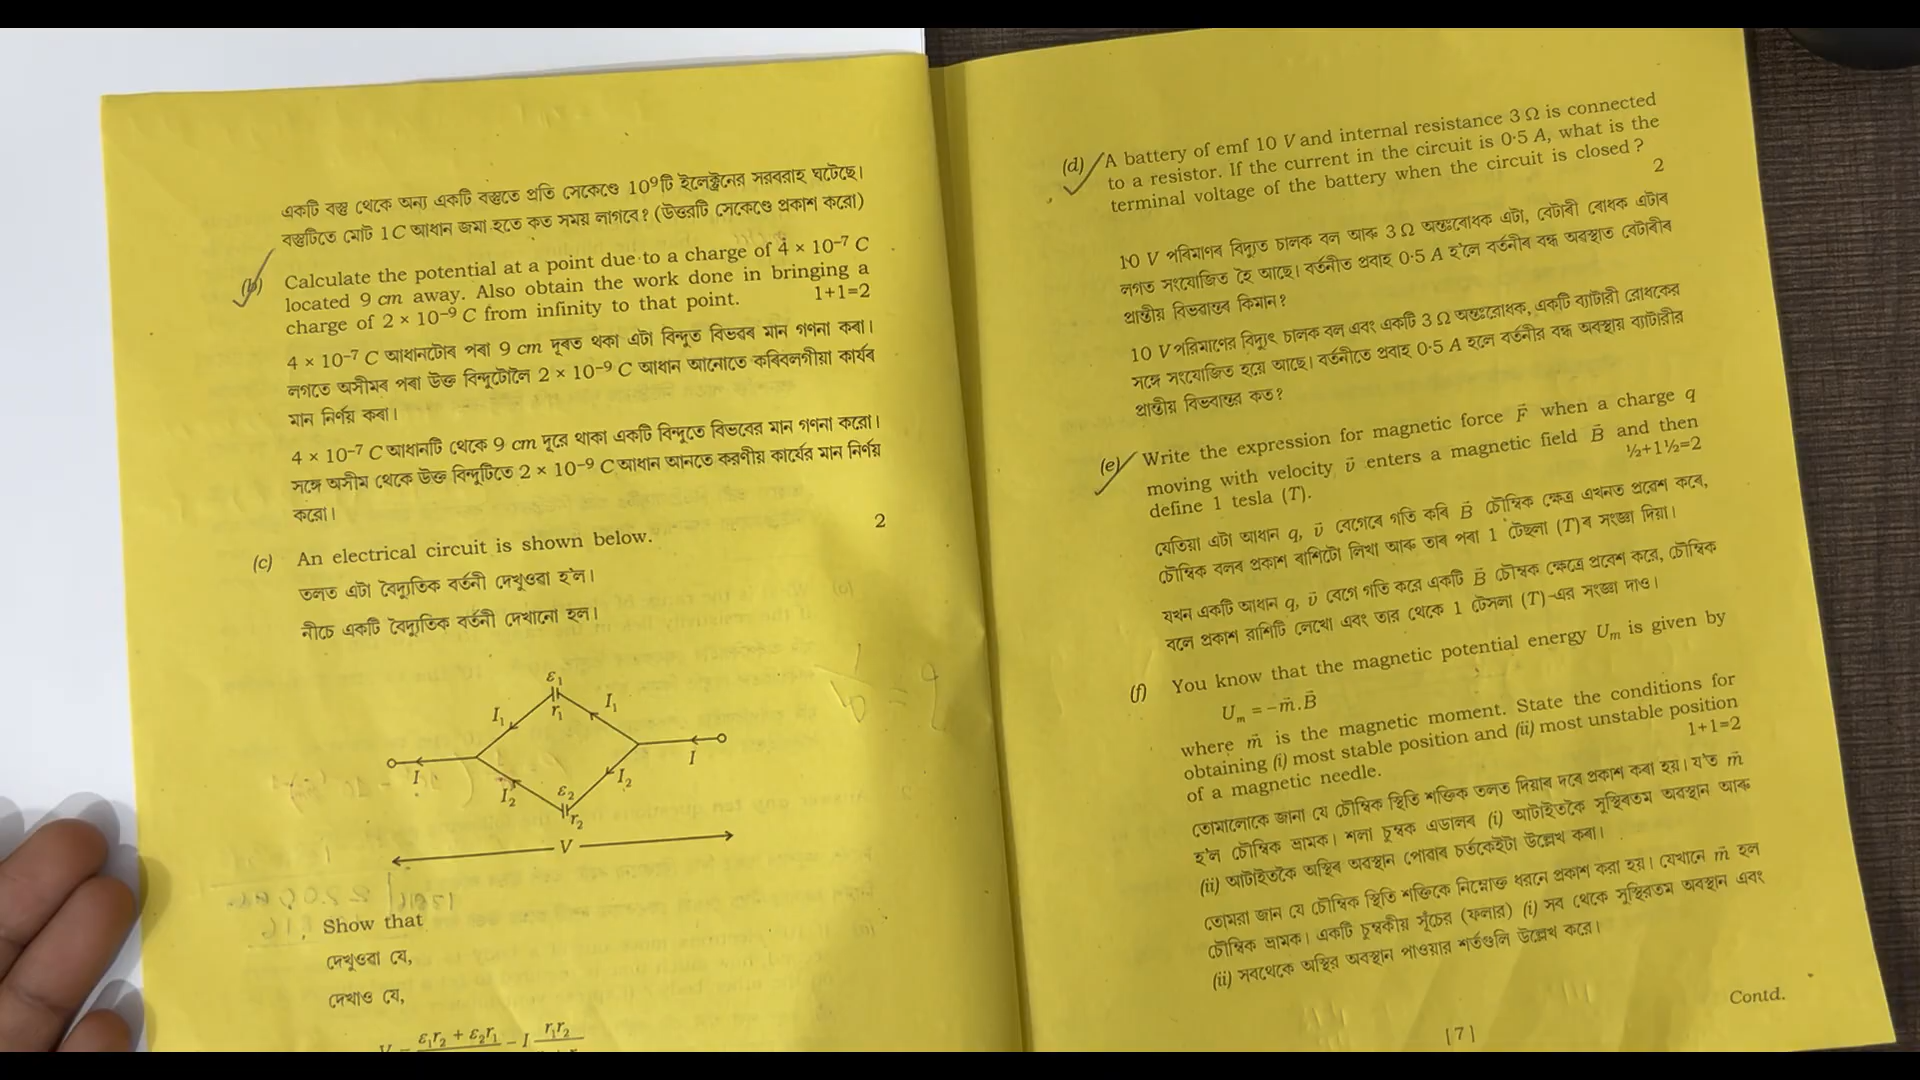 একটি বস্তু থেকে অন্য একটি বস্তুতে প্রতি সেকেণ্ডে 10⁹টি ইলেক্ট্রনের সরবরাহ ঘটেছে।
বস্তুটিতে মোট 1 C আধান জমা হতে কত সময় লাগবে? (উত্তরটি সেকেণ্ডে প্রকাশ করো)
(b) Calculate the potential at a point due to a charge of 4 × 10⁻⁷ C
located 9 cm away. Also obtain the work done in bringing a
charge of 2 × 10⁻⁹ C from infinity to that point. 1+1=2
4 × 10⁻⁷ C আধানটোৰ পৰা 9 cm দূৰত থকা এটা বিন্দুত বিভৱৰ মান গণনা কৰা।
লগতে অসীমৰ পৰা উক্ত বিন্দুটোলৈ 2 × 10⁻⁹ C আধান আনোতে কৰিবলগীয়া কাৰ্যৰ
মান নিৰ্ণয় কৰা।
4 × 10⁻⁷ C আধানটি থেকে 9 cm দূরে থাকা একটি বিন্দুতে বিভবের মান গণনা করো।
সঙ্গে অসীম থেকে উক্ত বিন্দুটিতে 2 × 10⁻⁹ C আধান আনতে করণীয় কার্যের মান নির্ণয়
করো।
(c) An electrical circuit is shown below. 2
তলত এটা বৈদ্যুতিক বৰ্তনী দেখুওৱা হ'ল।
নীচে একটি বৈদ্যুতিক বর্তনী দেখানো হল।
ε₁
I₁ r₁ I₁
I I
I₂ ε₂ I₂
r₂
V
Show that
দেখুওৱা যে,
দেখাও যে,
ε₁r₂ + ε₂r₁ – I r₁r₂
(d) A battery of emf 10 V and internal resistance 3 Ω is connected
to a resistor. If the current in the circuit is 0·5 A, what is the
terminal voltage of the battery when the circuit is closed? 2
10 V পৰিমাণৰ বিদ্যুত চালক বল আৰু 3 Ω অন্তঃৰোধক এটা, বেটাৰী ৰোধক এটাৰ
লগত সংযোজিত হৈ আছে। বৰ্তনীত প্ৰবাহ 0·5 A হ'লে বৰ্তনীৰ বন্ধ অৱস্থাত বেটাৰীৰ
প্ৰান্তীয় বিভৱান্তৰ কিমান?
10 V পরিমাণের বিদ্যুৎ চালক বল এবং একটি 3 Ω অন্তঃরোধক, একটি ব্যাটারী রোধকের
সঙ্গে সংযোজিত হয়ে আছে। বর্তনীতে প্রবাহ 0·5 A হলে বর্তনীর বন্ধ অবস্থায় ব্যাটারীর
প্রান্তীয় বিভবান্তর কত?
(e) Write the expression for magnetic force F⃗ when a charge q
moving with velocity υ⃗ enters a magnetic field B⃗ and then
define 1 tesla (T). ½+1½=2
যেতিয়া এটা আধান q, υ⃗ বেগেৰে গতি কৰি B⃗ চৌম্বিক ক্ষেত্ৰ এখনত প্ৰৱেশ কৰে,
চৌম্বিক বলৰ প্ৰকাশ ৰাশিটো লিখা আৰু তাৰ পৰা 1 টেছলা (T)ৰ সংজ্ঞা দিয়া।
যখন একটি আধান q, υ⃗ বেগে গতি করে একটি B⃗ চৌম্বক ক্ষেত্রে প্রবেশ করে, চৌম্বিক
বলে প্রকাশ রাশিটি লেখো এবং তার থেকে 1 টেসলা (T)-এর সংজ্ঞা দাও।
(f) You know that the magnetic potential energy Uₘ is given by
Uₘ = –m⃗.B⃗
where m⃗ is the magnetic moment. State the conditions for
obtaining (i) most stable position and (ii) most unstable position
of a magnetic needle. 1+1=2
তোমালোকে জানা যে চৌম্বিক স্থিতি শক্তিক তলত দিয়াৰ দৰে প্ৰকাশ কৰা হয়। য'ত m⃗
হ'ল চৌম্বিক ভ্ৰামক। শলা চুম্বক এডালৰ (i) আটাইতকৈ সুস্থিৰতম অৱস্থান আৰু
(ii) আটাইতকৈ অস্থিৰ অৱস্থান পোৱাৰ চৰ্তকেইটা উল্লেখ কৰা।
তোমরা জান যে চৌম্বিক স্থিতি শক্তিকে নিম্নোক্ত ধরনে প্রকাশ করা হয়। যেখানে m⃗ হল
চৌম্বিক ভ্রামক। একটি চুম্বকীয় সূঁচের (ফলার) (i) সব থেকে সুস্থিরতম অবস্থান এবং
(ii) সবথেকে অস্থির অবস্থান পাওয়ার শর্তগুলি উল্লেখ করো।
Contd.
[7]